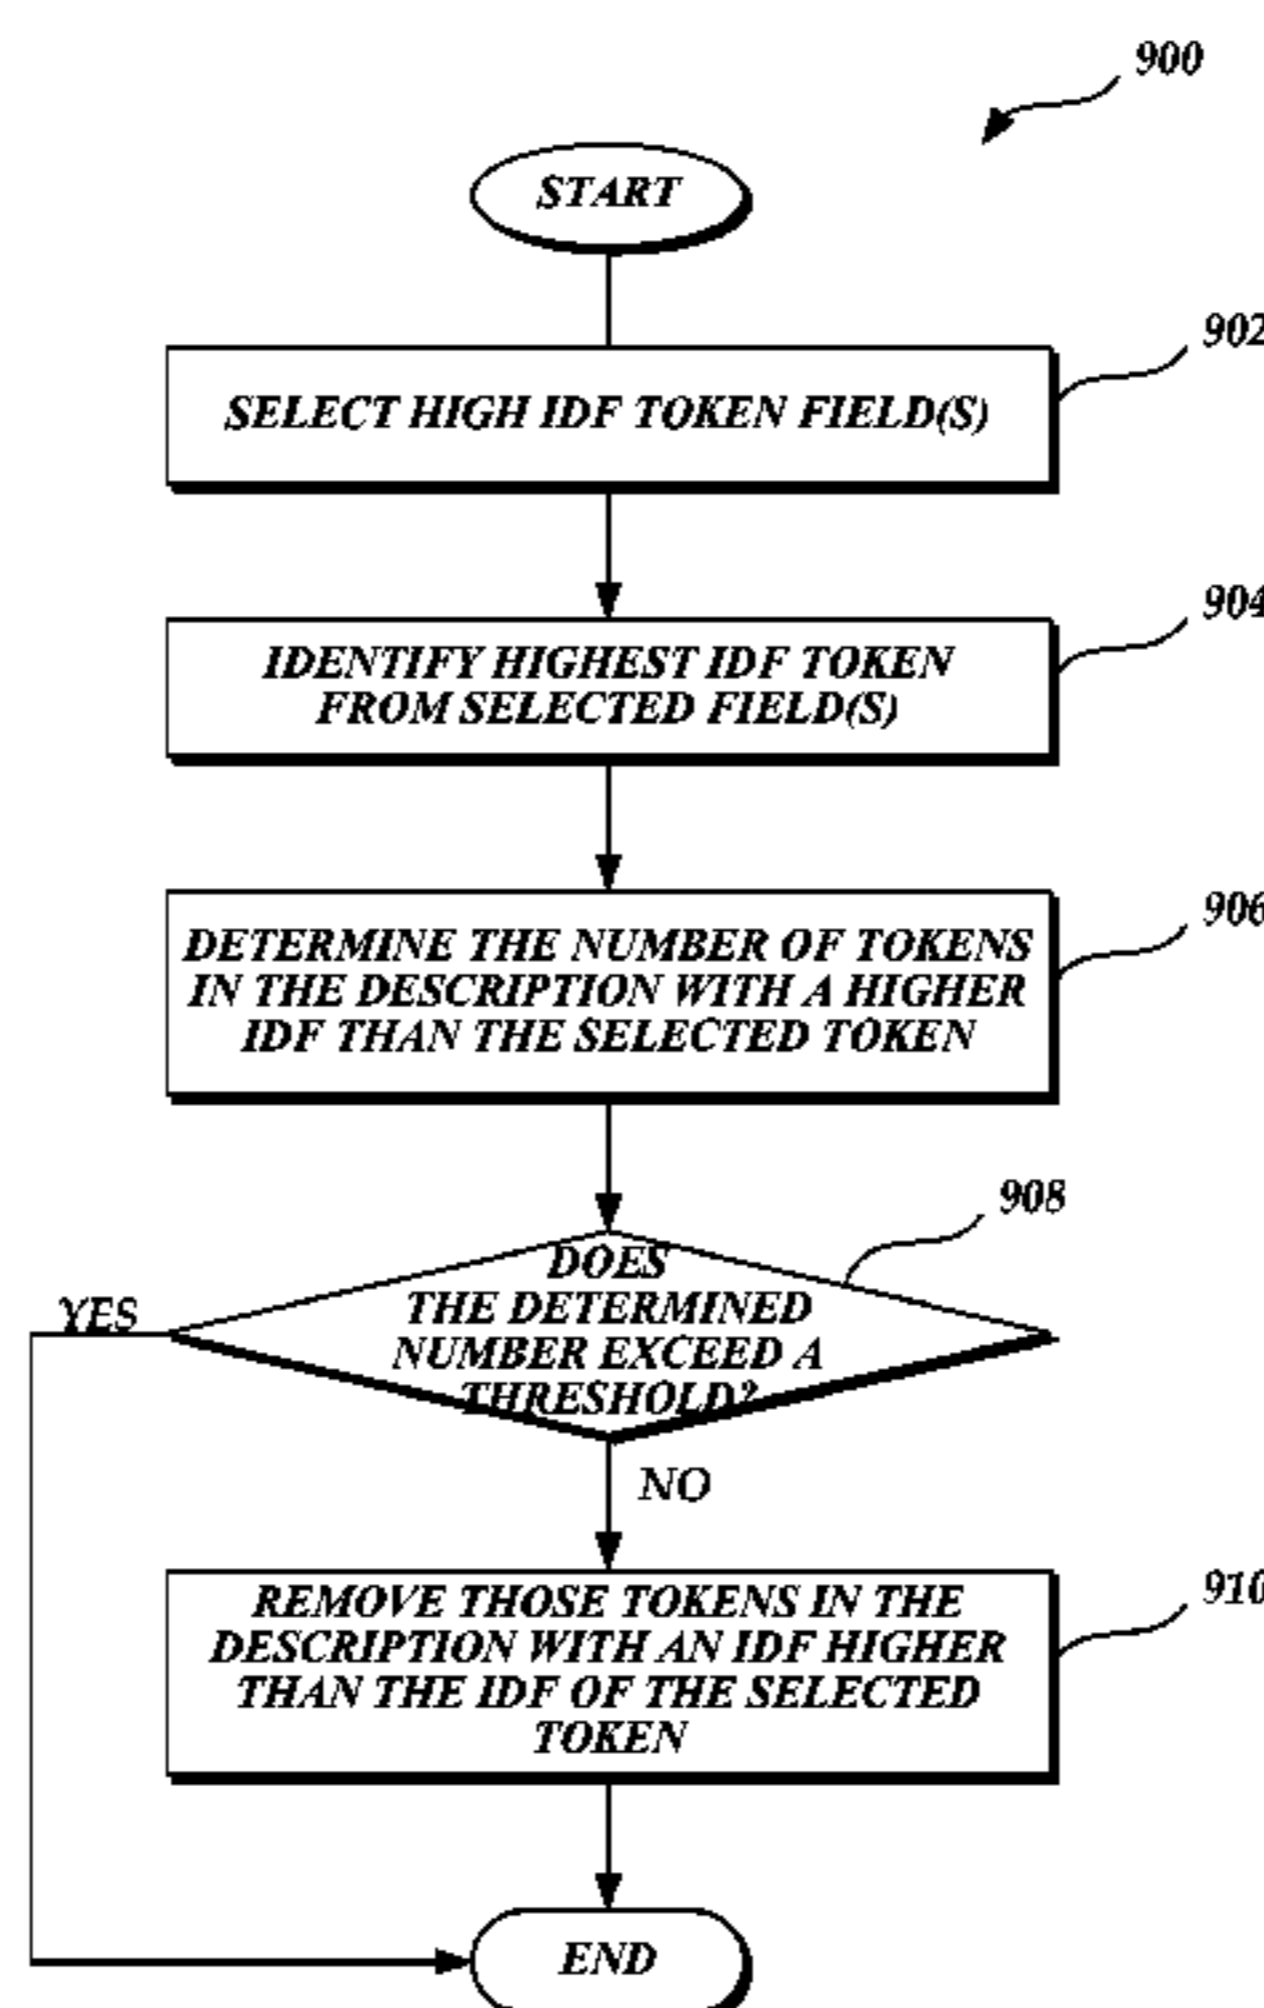 900
START
902
SELECT HIGH IDF TOKEN FIELD(S)
904
IDENTIFY HIGHEST IDF TOKEN
FROM SELECTED FIELD(S)
906
DETERMINE THE NUMBER OF TOKENS
IN THE DESCRIPTION WITH A HIGHER
IDF THAN THE SELECTED TOKEN
908
DOES
THE DETERMINED
NUMBER EXCEED A
THRESHOLD?
YES
NO
910
REMOVE THOSE TOKENS IN THE
DESCRIPTION WITH AN IDF HIGHER
THAN THE IDF OF THE SELECTED
TOKEN
END